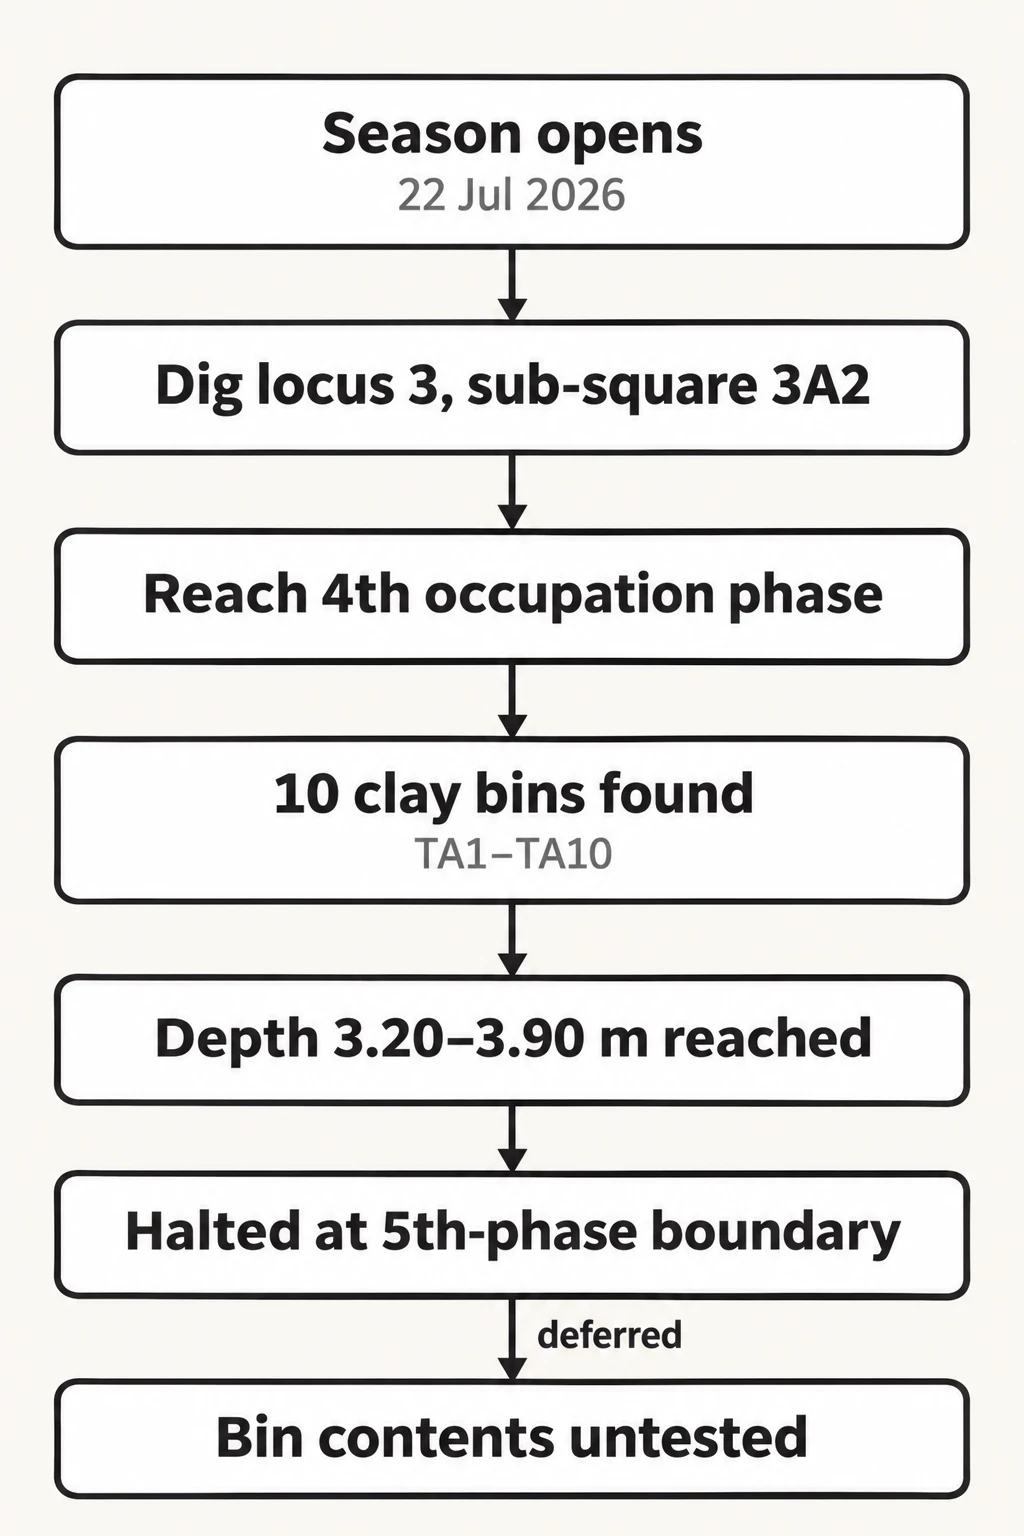 Season opens
22 Jul 2026
Dig locus 3, sub-square 3A2
Reach 4th occupation phase
10 clay bins found
TA1–TA10
Depth 3.20–3.90 m reached
Halted at 5th-phase boundary
deferred
Bin contents untested